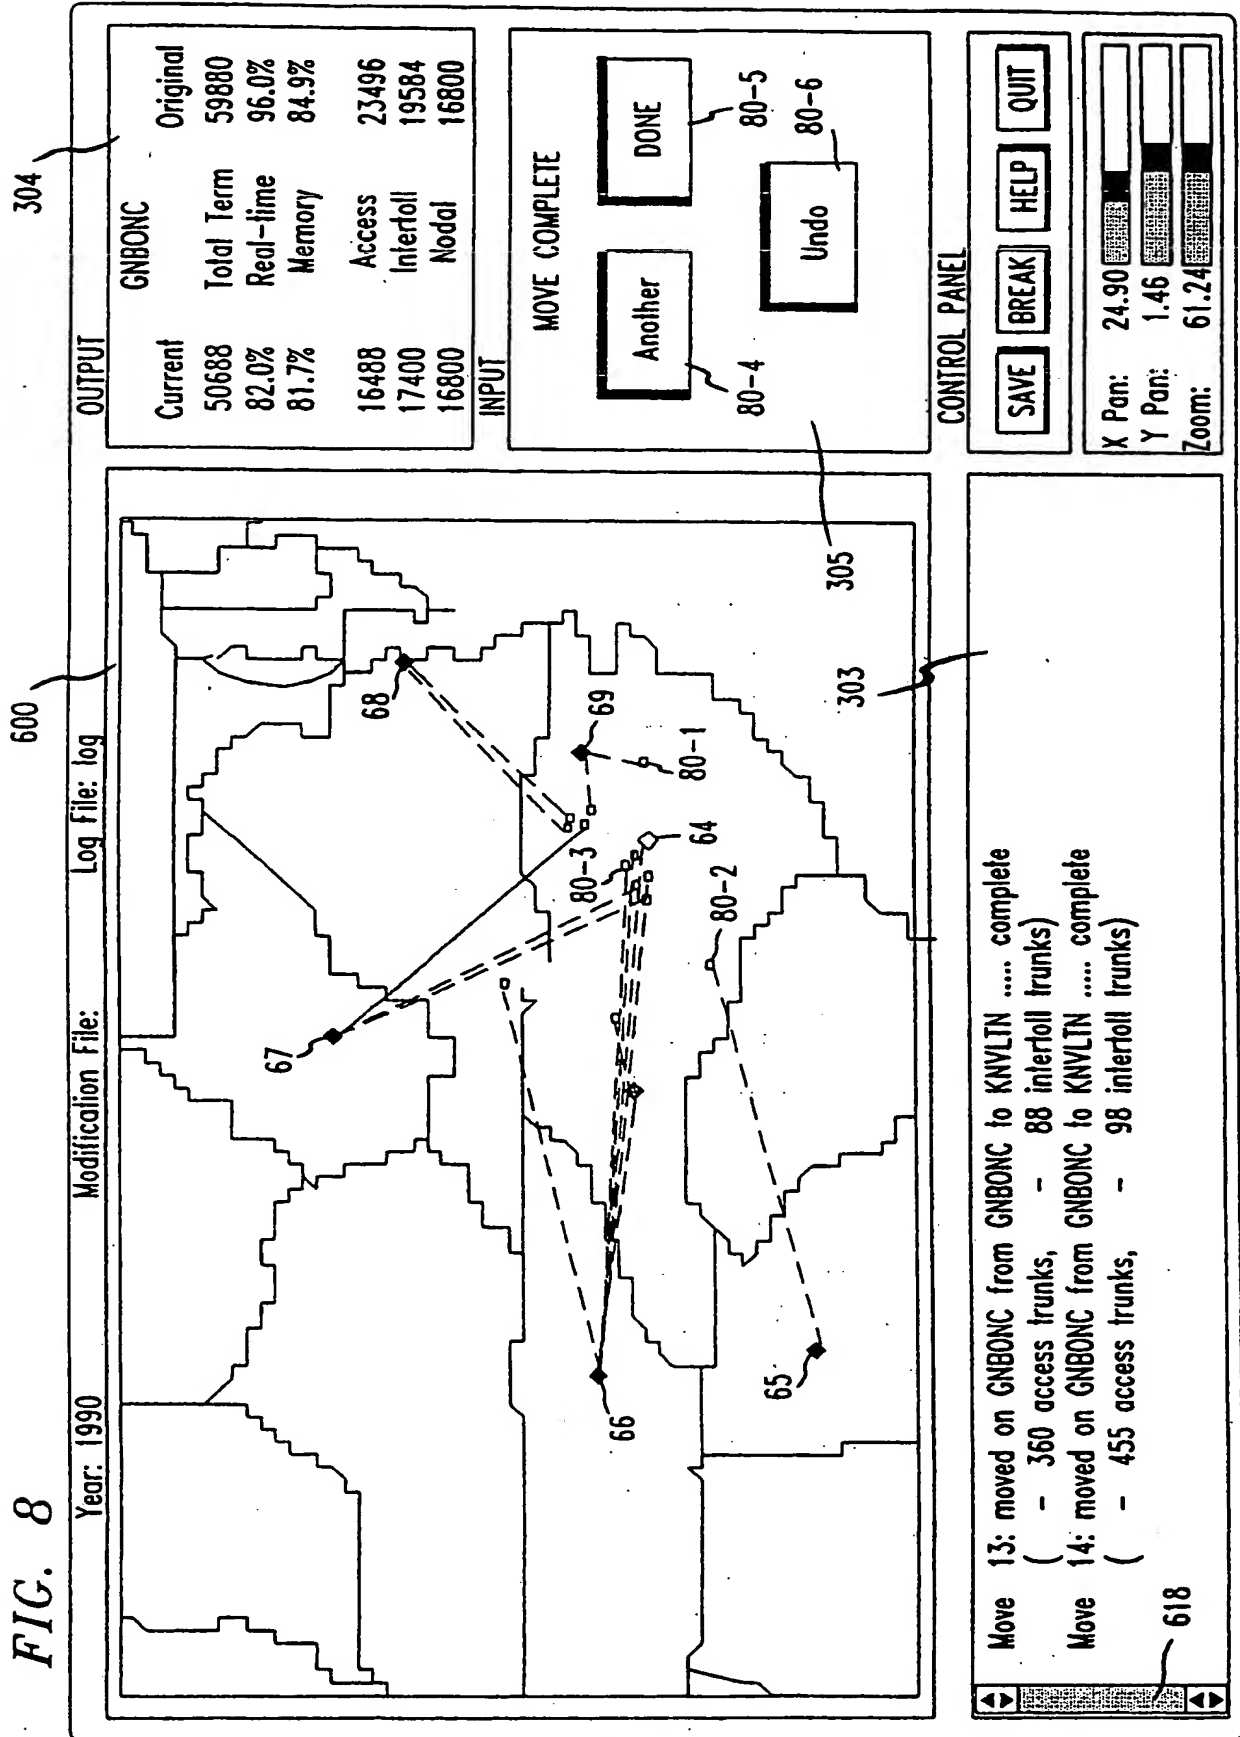 FIG. 8
600
304
Year: 1990 Modification File: Log File: log
67
68
69
80-1
80-3
64
80-2
66
65
305
303
OUTPUT
GNBONC
Current Original
50688 Total Term 59880
82.0% Real-time 96.0%
81.7% Memory 84.9%
16488 Access 23496
17400 Intertoll 19584
16800 Nodal 16800
INPUT
MOVE COMPLETE
Another DONE
80-4
80-5
Undo
80-6
CONTROL PANEL
SAVE BREAK HELP QUIT
X Pan: 24.90
Y Pan: 1.46
Zoom: 61.24
Move 13: moved on GNBONC from GNBONC to KNVLTN ..... complete
( - 360 access trunks, - 88 intertoll trunks)
Move 14: moved on GNBONC from GNBONC to KNVLTN ..... complete
( - 455 access trunks, - 98 intertoll trunks)
618